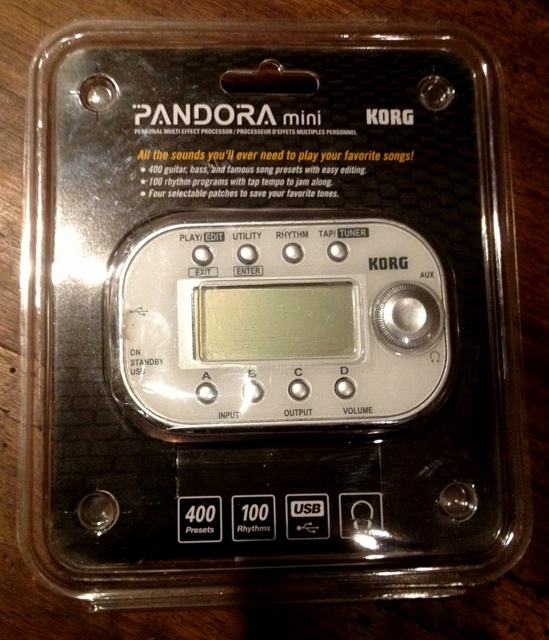 PANDORA mini KORG
PERSONAL MULTI EFFECT PROCESSOR / PROCESSEUR D'EFFETS MULTIPLES PERSONNEL
All the sounds you'll ever need to play your favorite songs!
• 400 guitar, bass, and famous song presets with easy editing.
• 100 rhythm programs with tap tempo to jam along.
• Four selectable patches to save your favorite tones.
PLAY/EDIT UTILITY RHYTHM TAP/TUNER
KORG
EXIT ENTER
AUX
ON
STANDBY
USB
A B C D
INPUT OUTPUT VOLUME
400 100 USB
Presets Rhythms